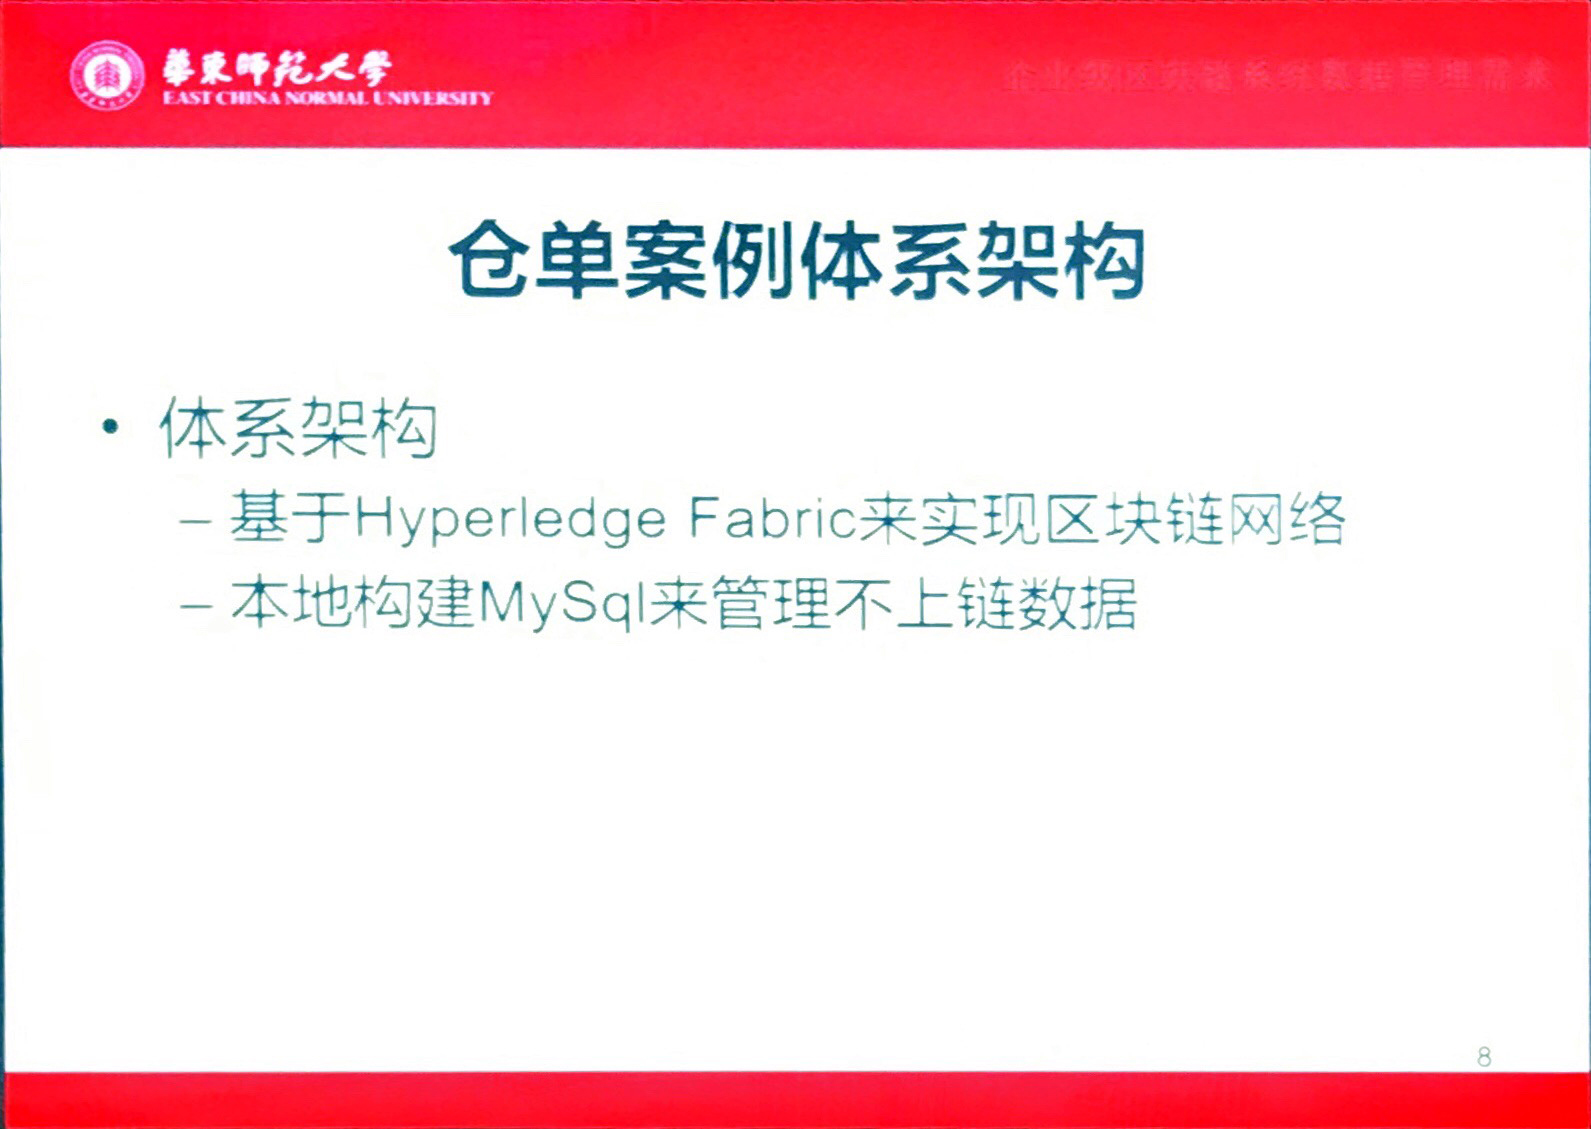 華東師範大學
EAST CHINA NORMAL UNIVERSITY
企业级区块链系统数据管理需求
仓单案例体系架构
• 体系架构
– 基于Hyperledge Fabric来实现区块链网络
– 本地构建MySql来管理不上链数据
8